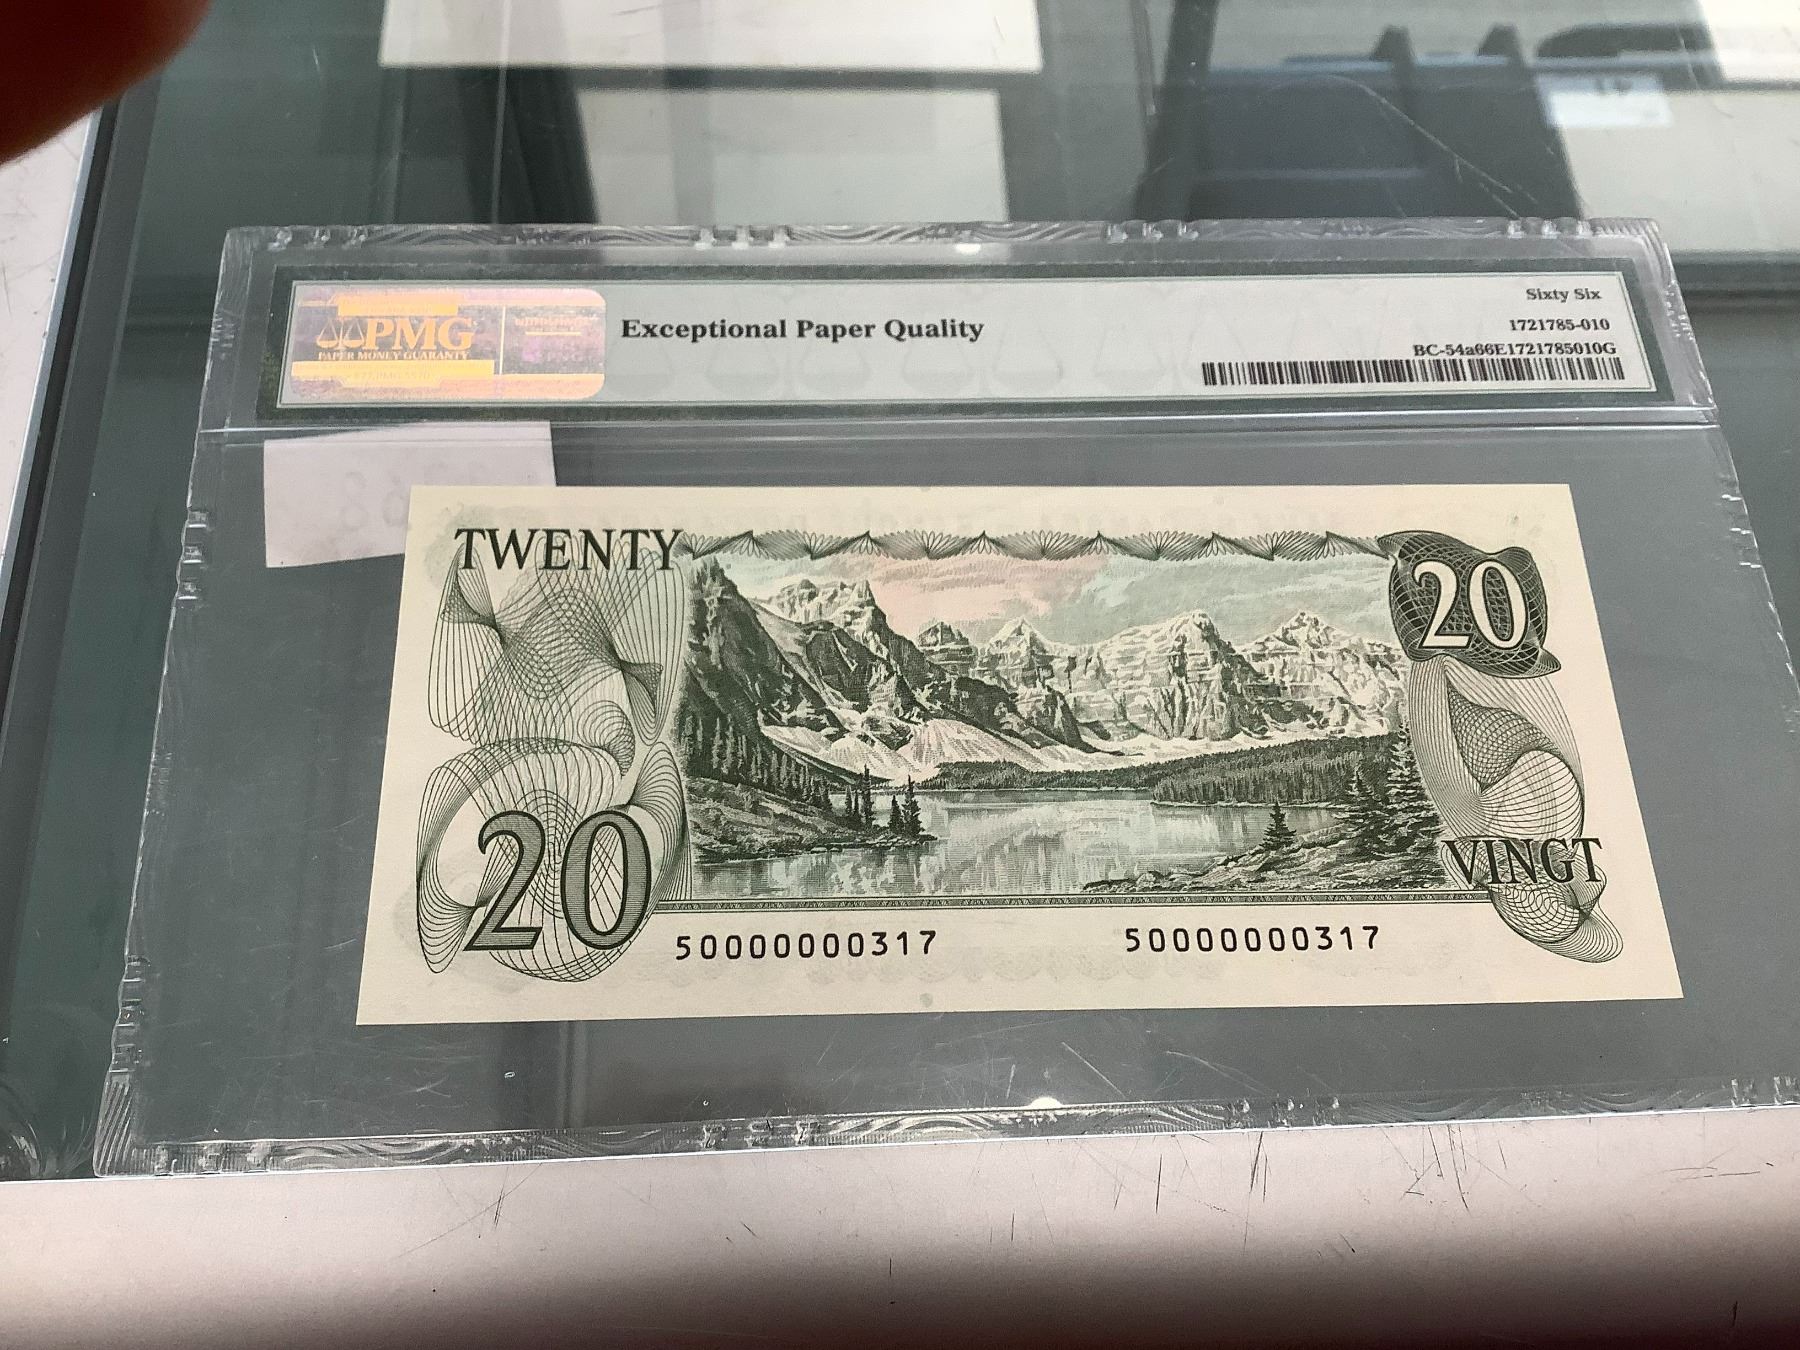 PMG
PAPER MONEY GUARANTY
Exceptional Paper Quality
Sixty Six
1721785-010
BC-54a66E1721785010G
TWENTY
20
20
VINGT
50000000317
50000000317